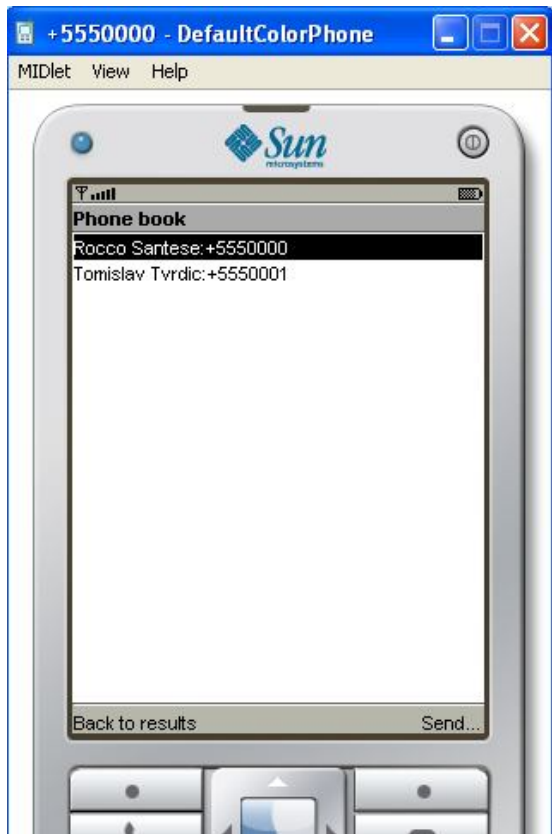 +5550000 - DefaultColorPhone
MIDlet View Help
Sun
microsystems
Phone book
Rocco Santese:+5550000
Tomislav Tvrdic:+5550001
Back to results Send...